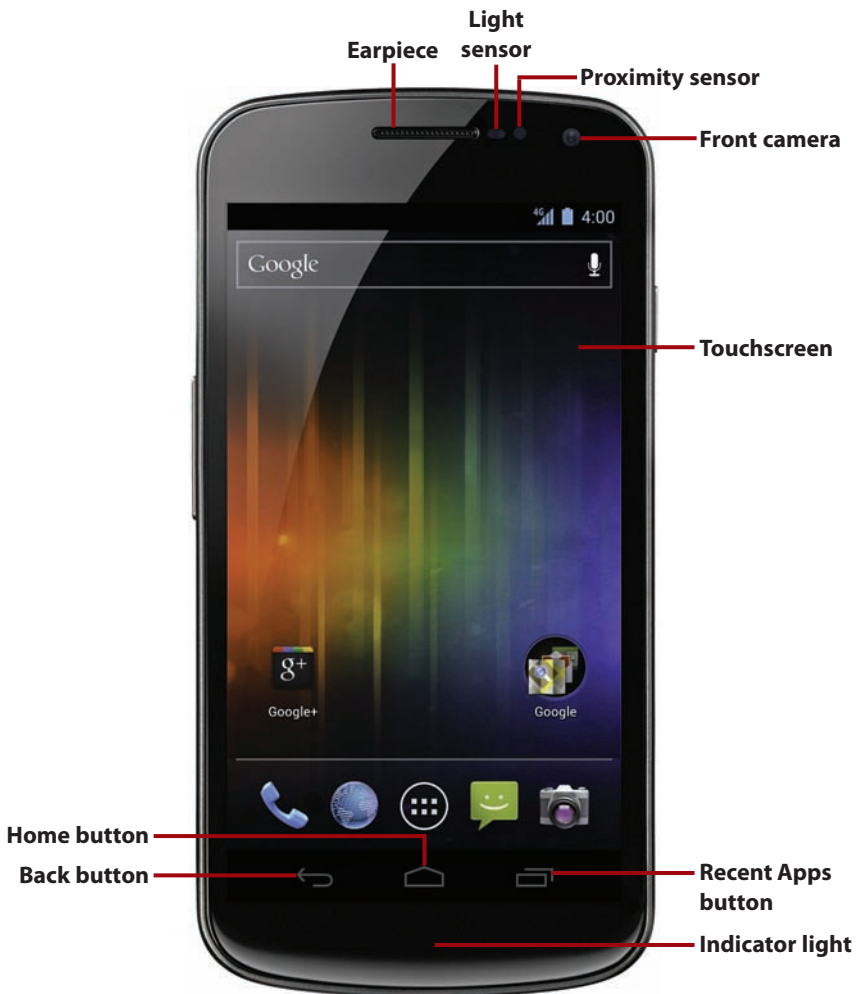 Light
sensor
Earpiece
Proximity sensor
Front camera
4G 4:00
Google
Touchscreen
g+
Google+ Google
Home button
Back button
Recent Apps
button
Indicator light